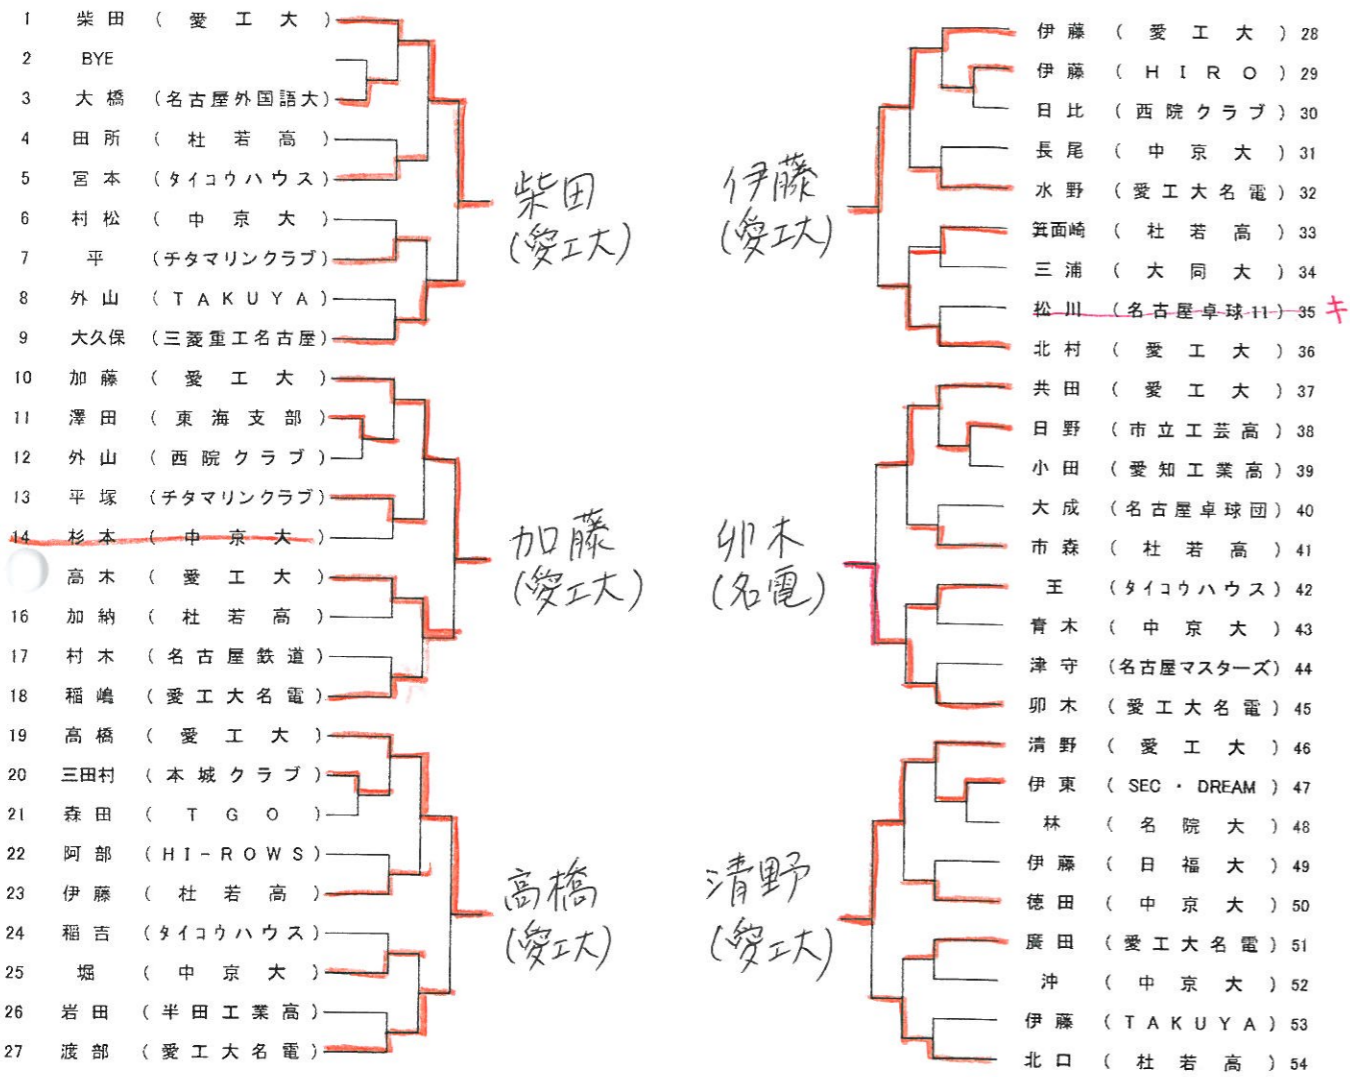 1 柴田 (愛工大)
2 BYE
3 大橋 (名古屋外国語大)
4 田所 (杜若高)
5 宮本 (タイコウハウス)
6 村松 (中京大)
7 平 (チタマリンクラブ)
8 外山 (TAKUYA)
9 大久保 (三菱重工名古屋)
柴田
(愛工大)
10 加藤 (愛工大)
11 澤田 (東海支部)
12 外山 (西院クラブ)
13 平塚 (チタマリンクラブ)
14 杉本 (中京大)
高木 (愛工大)
16 加納 (杜若高)
17 村木 (名古屋鉄道)
18 稲嶋 (愛工大名電)
加藤
(愛工大)
19 高橋 (愛工大)
20 三田村 (本城クラブ)
21 森田 (TGO)
22 阿部 (HI-ROWS)
23 伊藤 (杜若高)
24 稲吉 (タイコウハウス)
25 堀 (中京大)
26 岩田 (半田工業高)
27 渡部 (愛工大名電)
高橋
(愛工大)
伊藤 (愛工大) 28
伊藤 (HIRO) 29
日比 (西院クラブ) 30
長尾 (中京大) 31
水野 (愛工大名電) 32
箕面崎 (杜若高) 33
三浦 (大同大) 34
松川 (名古屋卓球11) 35 キ
北村 (愛工大) 36
伊藤
(愛工大)
共田 (愛工大) 37
日野 (市立工芸高) 38
小田 (愛知工業高) 39
大成 (名古屋卓球団) 40
市森 (杜若高) 41
王 (タイコウハウス) 42
青木 (中京大) 43
津守 (名古屋マスターズ) 44
卯木 (愛工大名電) 45
卯木
(名電)
清野 (愛工大) 46
伊東 (SEC・DREAM) 47
林 (名院大) 48
伊藤 (日福大) 49
徳田 (中京大) 50
廣田 (愛工大名電) 51
沖 (中京大) 52
伊藤 (TAKUYA) 53
北口 (杜若高) 54
清野
(愛工大)